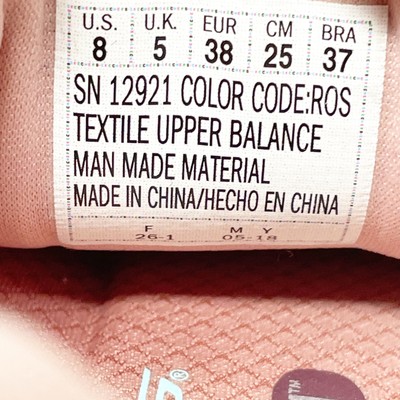 U.S. U.K. EUR CM BRA
8 5 38 25 37
SN 12921 COLOR CODE:ROS
TEXTILE UPPER BALANCE
MAN MADE MATERIAL
MADE IN CHINA/HECHO EN CHINA
F M Y
26-1 05-18
®
™